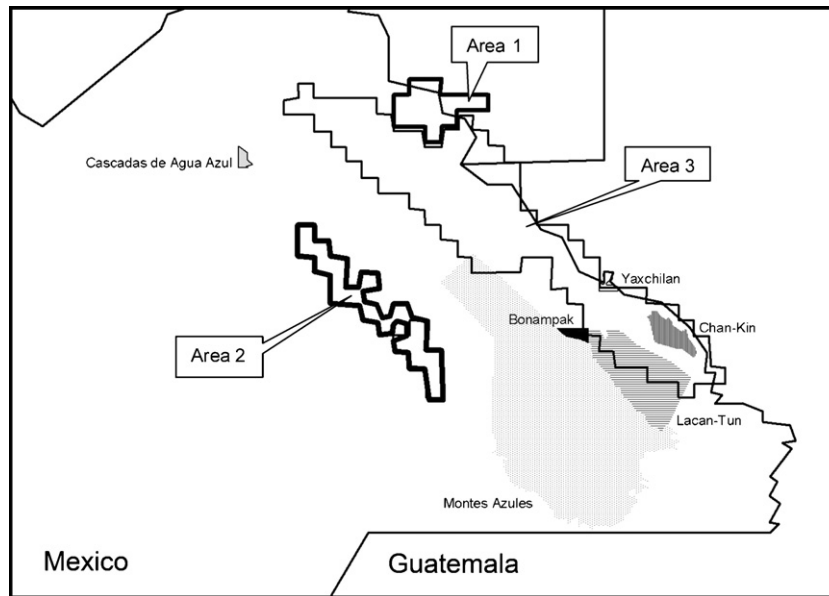 Area 1
Cascadas de Agua Azul
Area 3
Yaxchilan
Bonampak
Chan-Kin
Area 2
Lacan-Tun
Montes Azules
Mexico
Guatemala